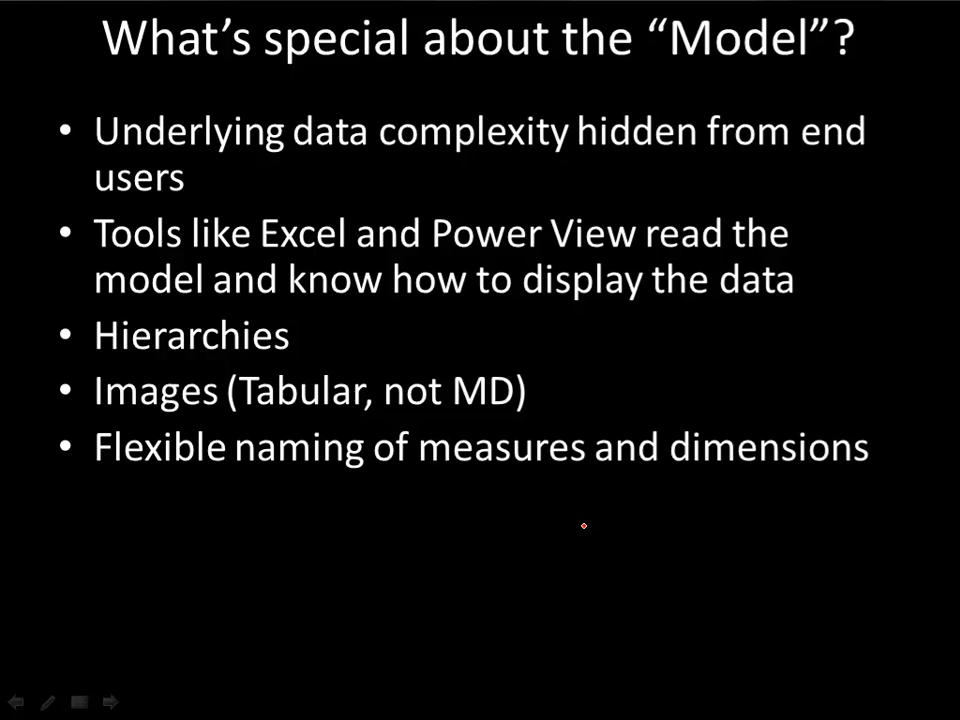 What's special about the “Model”?
• Underlying data complexity hidden from end
users
• Tools like Excel and Power View read the
model and know how to display the data
• Hierarchies
• Images (Tabular, not MD)
• Flexible naming of measures and dimensions